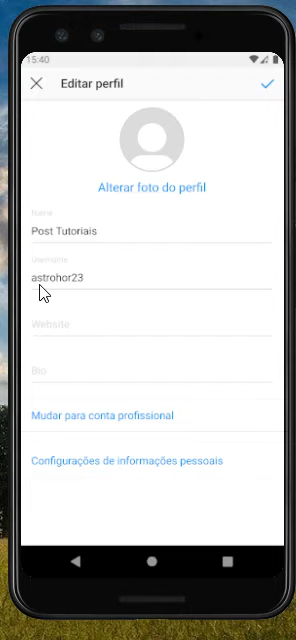 15:40
Editar perfil
Alterar foto do perfil
Name
Post Tutoriais
Username
astrohor23
Website
Bio
Mudar para conta profissional
Configurações de informações pessoais